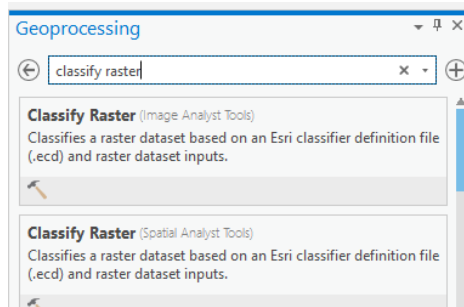 Geoprocessing
classify raster
Classify Raster (Image Analyst Tools)
Classifies a raster dataset based on an Esri classifier definition file
(.ecd) and raster dataset inputs.
Classify Raster (Spatial Analyst Tools)
Classifies a raster dataset based on an Esri classifier definition file
(.ecd) and raster dataset inputs.